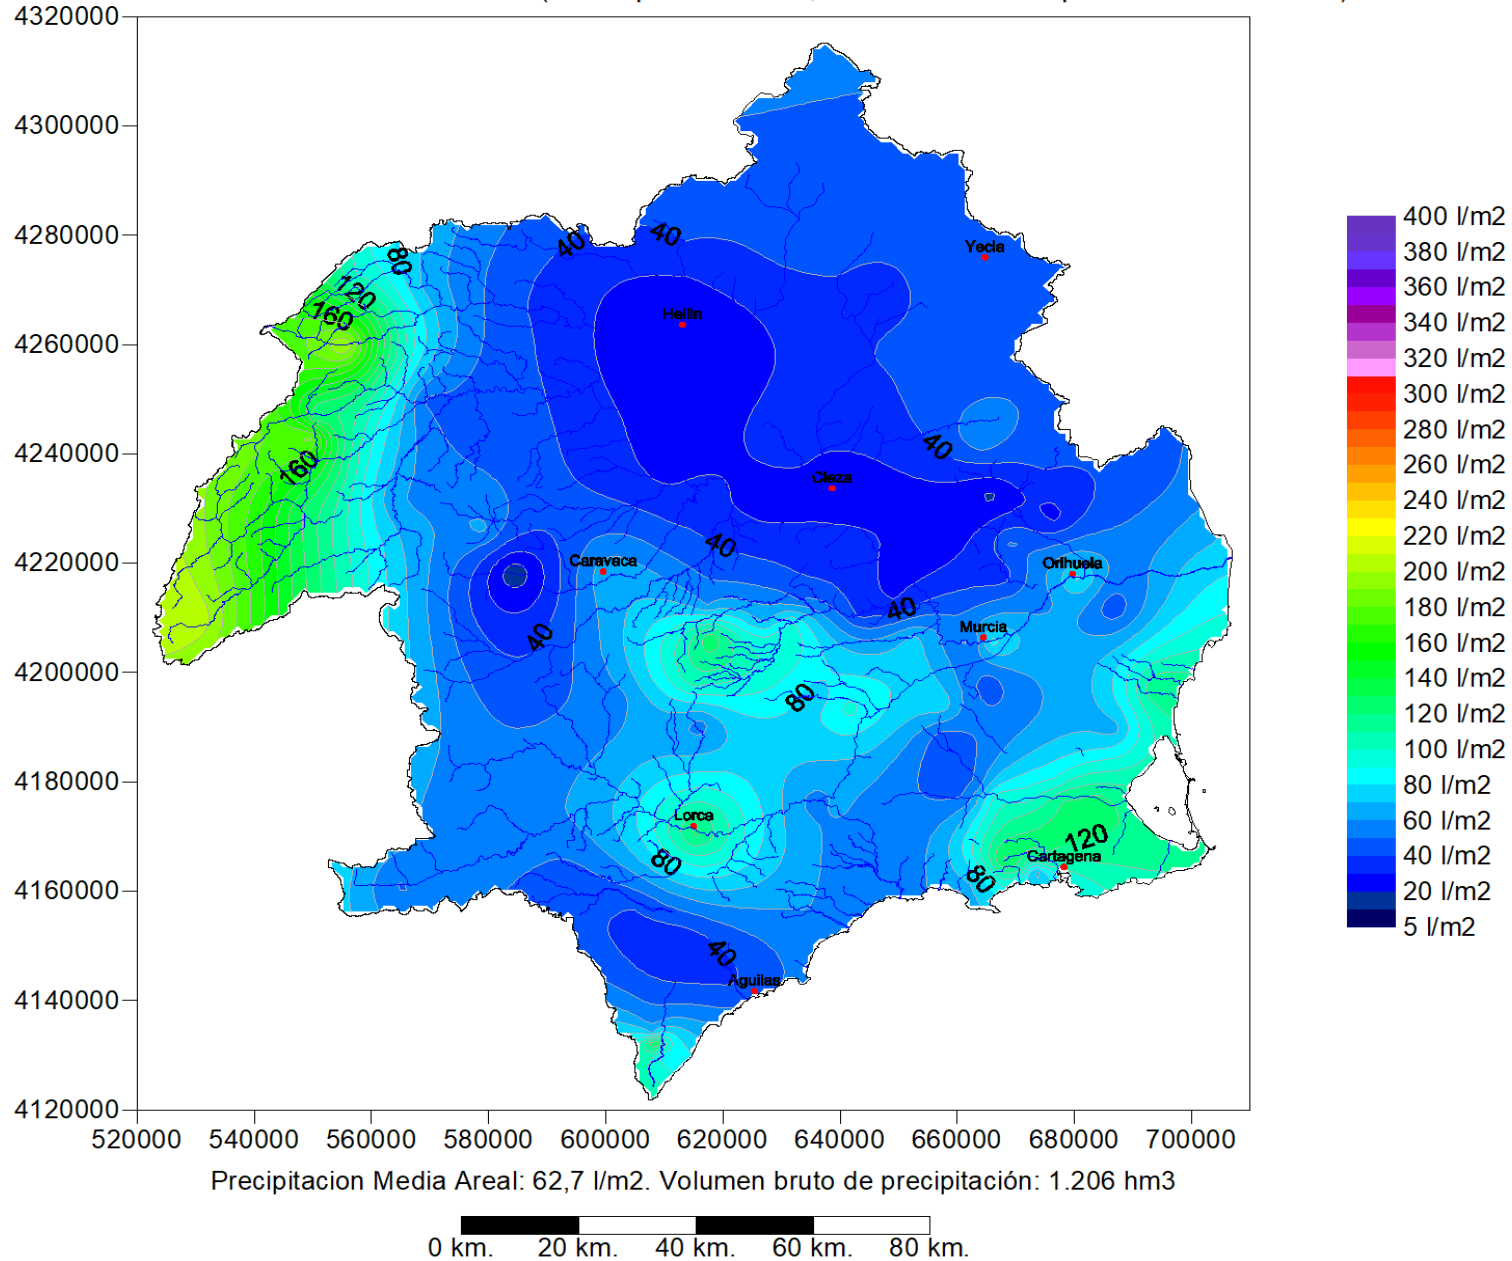 4320000
4300000
4280000
4260000
4240000
4220000
4200000
4180000
4160000
4140000
4120000
520000 540000 560000 580000 600000 620000 640000 660000 680000 700000
40
40
80
120
160
160
40
40
40
40
80
80
120
80
40
Yecla
Hellin
Cieza
Caravaca
Orihuela
Murcia
Lorca
Cartagena
Aguilas
400 l/m2
380 l/m2
360 l/m2
340 l/m2
320 l/m2
300 l/m2
280 l/m2
260 l/m2
240 l/m2
220 l/m2
200 l/m2
180 l/m2
160 l/m2
140 l/m2
120 l/m2
100 l/m2
80 l/m2
60 l/m2
40 l/m2
20 l/m2
5 l/m2
Precipitacion Media Areal: 62,7 l/m2. Volumen bruto de precipitación: 1.206 hm3
0 km. 20 km. 40 km. 60 km. 80 km.